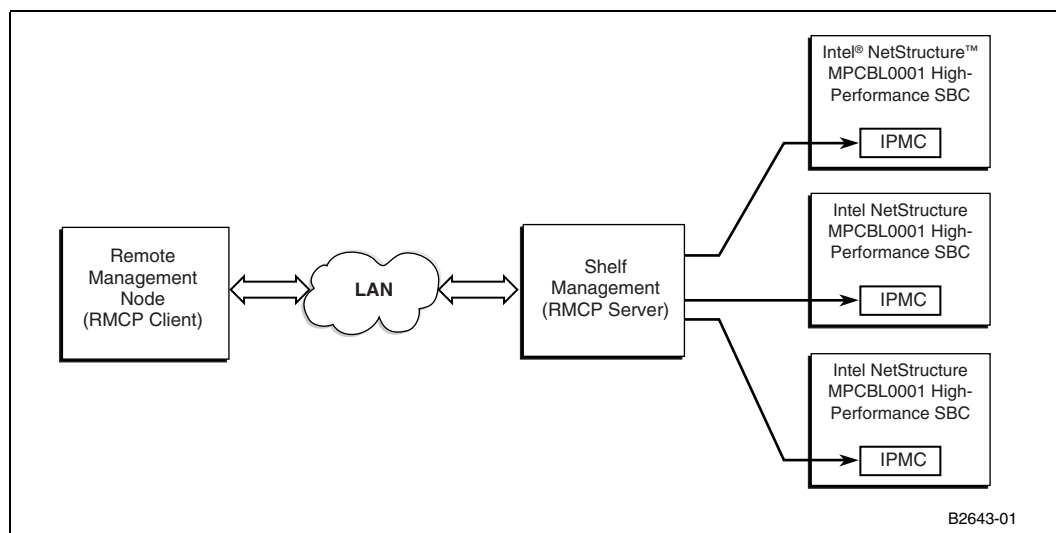 Remote
Management
Node
(RMCP Client)
LAN
Shelf
Management
(RMCP Server)
Intel® NetStructure™
MPCBL0001 High-
Performance SBC
IPMC
Intel NetStructure
MPCBL0001 High-
Performance SBC
IPMC
Intel NetStructure
MPCBL0001 High-
Performance SBC
IPMC
B2643-01